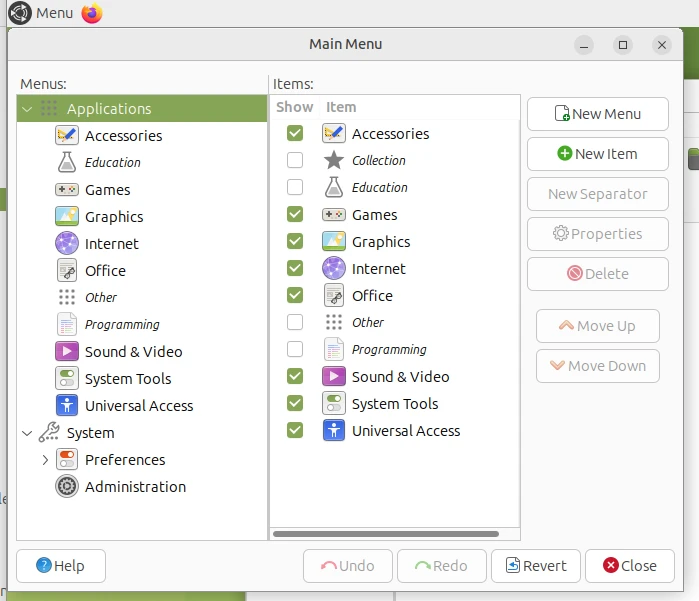 Menu
Main Menu
Menus:
Items:
Applications
Accessories
Education
Games
Graphics
Internet
Office
Other
Programming
Sound & Video
System Tools
Universal Access
System
Preferences
Administration
Show Item
Accessories
Collection
Education
Games
Graphics
Internet
Office
Other
Programming
Sound & Video
System Tools
Universal Access
New Menu
New Item
New Separator
Properties
Delete
Move Up
Move Down
Help
Undo
Redo
Revert
Close